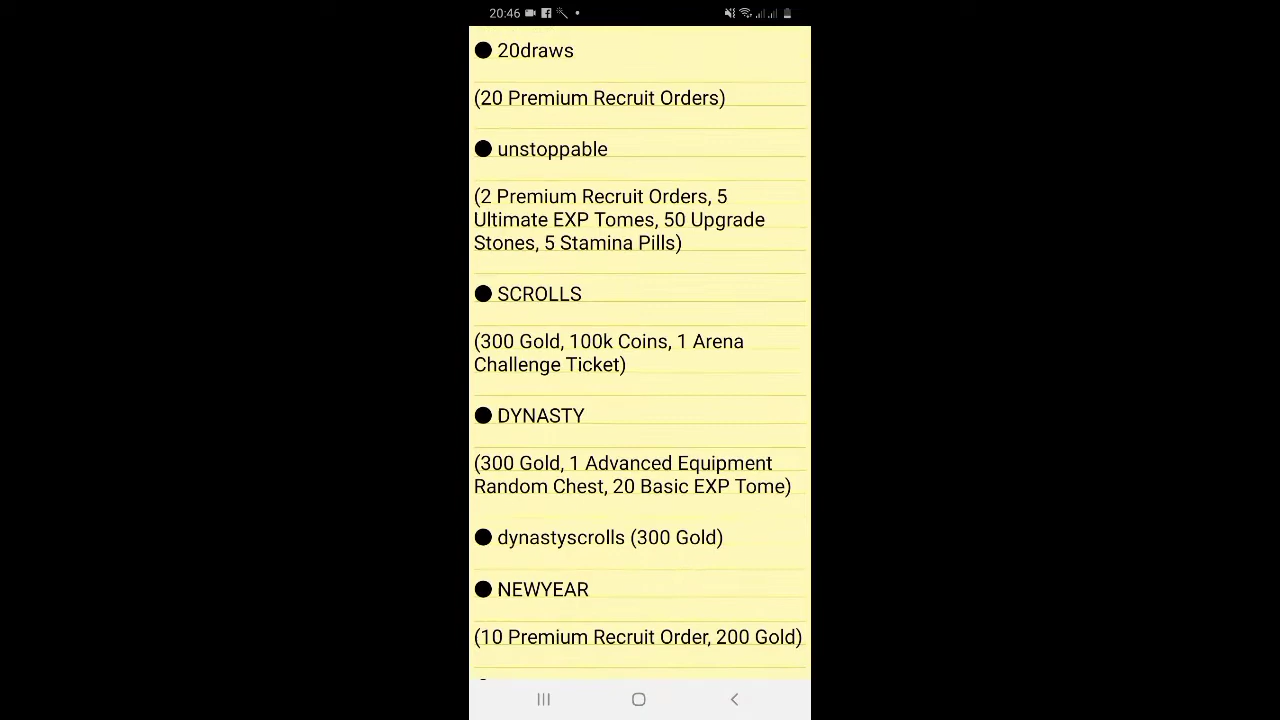 20:46
● 20draws
(20 Premium Recruit Orders)
● unstoppable
(2 Premium Recruit Orders, 5
Ultimate EXP Tomes, 50 Upgrade
Stones, 5 Stamina Pills)
● SCROLLS
(300 Gold, 100k Coins, 1 Arena
Challenge Ticket)
● DYNASTY
(300 Gold, 1 Advanced Equipment
Random Chest, 20 Basic EXP Tome)
● dynastyscrolls (300 Gold)
● NEWYEAR
(10 Premium Recruit Order, 200 Gold)